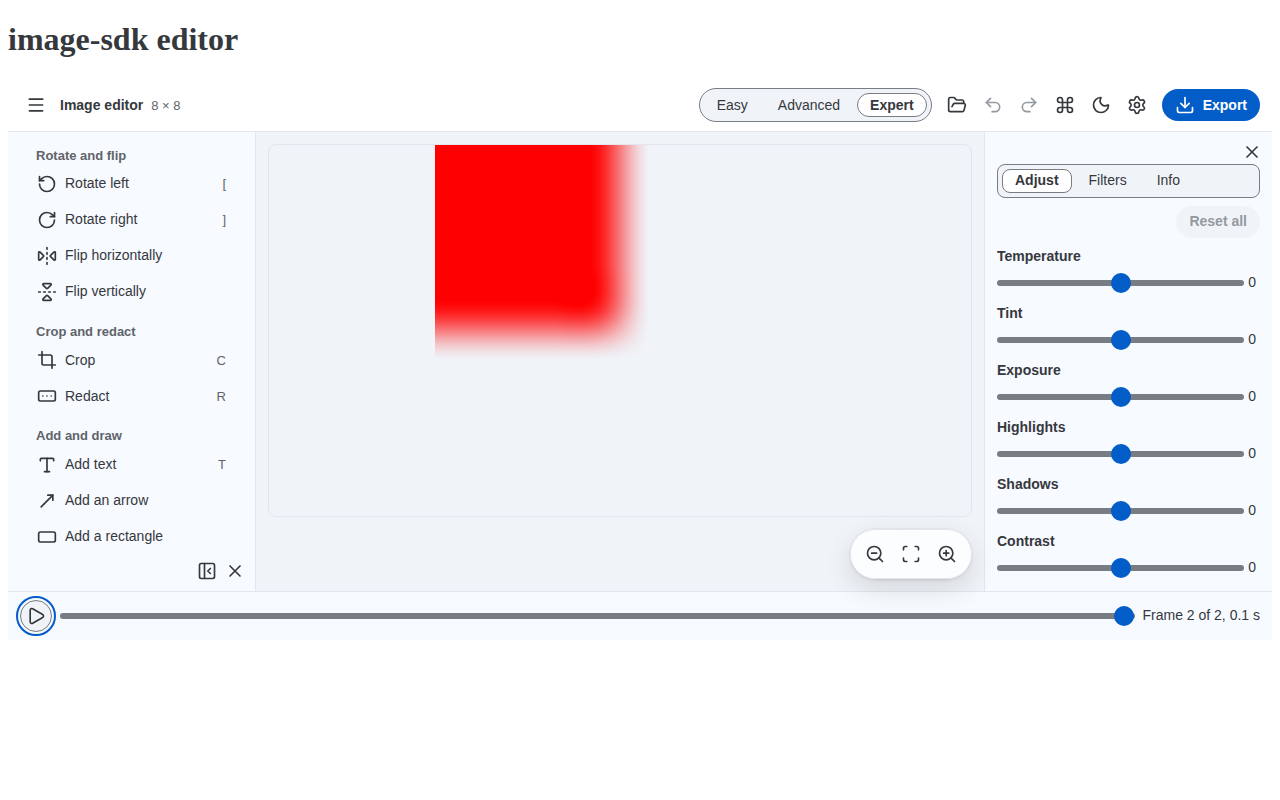 image-sdk editor
Image editor 8 × 8
Easy Advanced Expert
Export
Rotate and flip
Rotate left [
Rotate right ]
Flip horizontally
Flip vertically
Crop and redact
Crop C
Redact R
Add and draw
Add text T
Add an arrow
Add a rectangle
Adjust Filters Info
Reset all
Temperature
0
Tint
0
Exposure
0
Highlights
0
Shadows
0
Contrast
0
Frame 2 of 2, 0.1 s